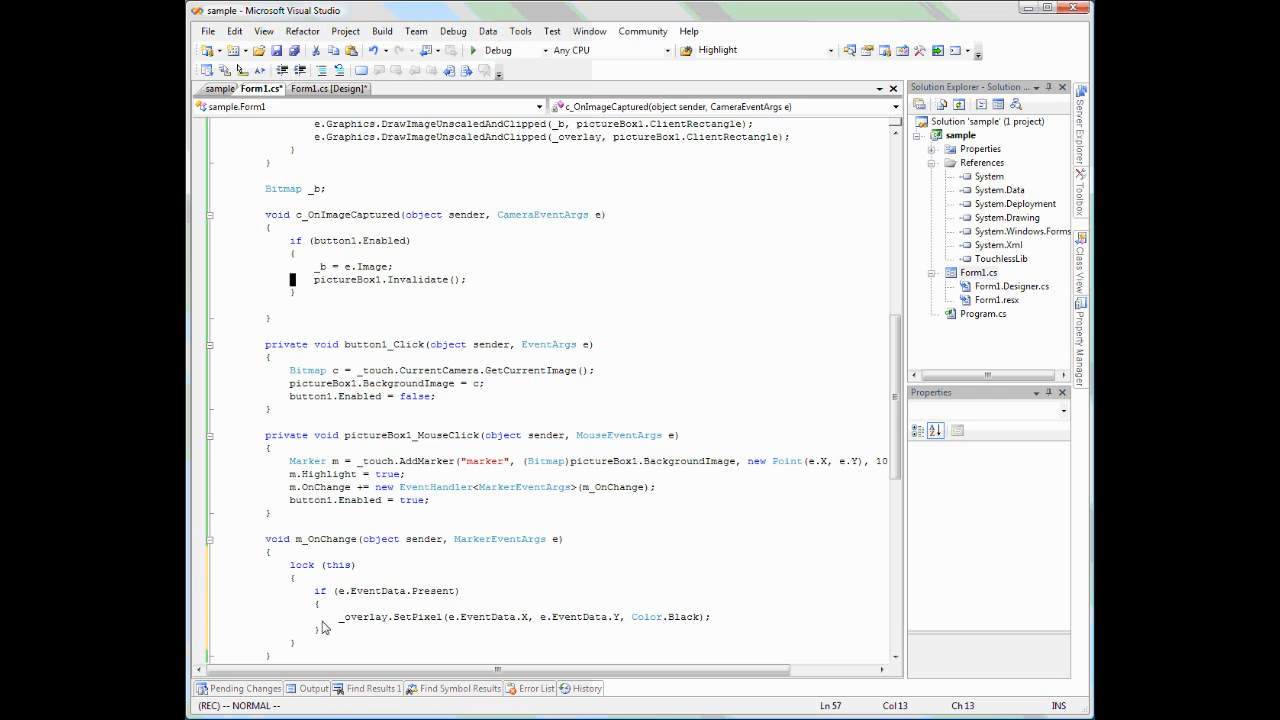 sample - Microsoft Visual Studio
File Edit View Refactor Project Build Team Debug Data Tools Test Window Community Help
Debug Any CPU Highlight
sample Form1.cs* Form1.cs [Design]*
sample.Form1 c_OnImageCaptured(object sender, CameraEventArgs e)
e.Graphics.DrawImageUnscaledAndClipped(_b, pictureBox1.ClientRectangle);
e.Graphics.DrawImageUnscaledAndClipped(_overlay, pictureBox1.ClientRectangle);
}
}
Bitmap _b;
void c_OnImageCaptured(object sender, CameraEventArgs e)
{
if (button1.Enabled)
{
_b = e.Image;
pictureBox1.Invalidate();
}
}
private void button1_Click(object sender, EventArgs e)
{
Bitmap c = _touch.CurrentCamera.GetCurrentImage();
pictureBox1.BackgroundImage = c;
button1.Enabled = false;
}
private void pictureBox1_MouseClick(object sender, MouseEventArgs e)
{
Marker m = _touch.AddMarker("marker", (Bitmap)pictureBox1.BackgroundImage, new Point(e.X, e.Y), 10
m.Highlight = true;
m.OnChange += new EventHandler<MarkerEventArgs>(m_OnChange);
button1.Enabled = true;
}
void m_OnChange(object sender, MarkerEventArgs e)
{
lock (this)
{
if (e.EventData.Present)
{
_overlay.SetPixel(e.EventData.X, e.EventData.Y, Color.Black);
}
}
}
Solution Explorer - Solution ...
Solution 'sample' (1 project)
sample
Properties
References
System
System.Data
System.Deployment
System.Drawing
System.Windows.Forms
System.Xml
TouchlessLib
Form1.cs
Form1.Designer.cs
Form1.resx
Program.cs
Properties
Server Explorer
Toolbox
Class View
Property Manager
Pending Changes Output Find Results 1 Find Symbol Results Error List History
(REC) -- NORMAL -- Ln 57 Col 13 Ch 13 INS